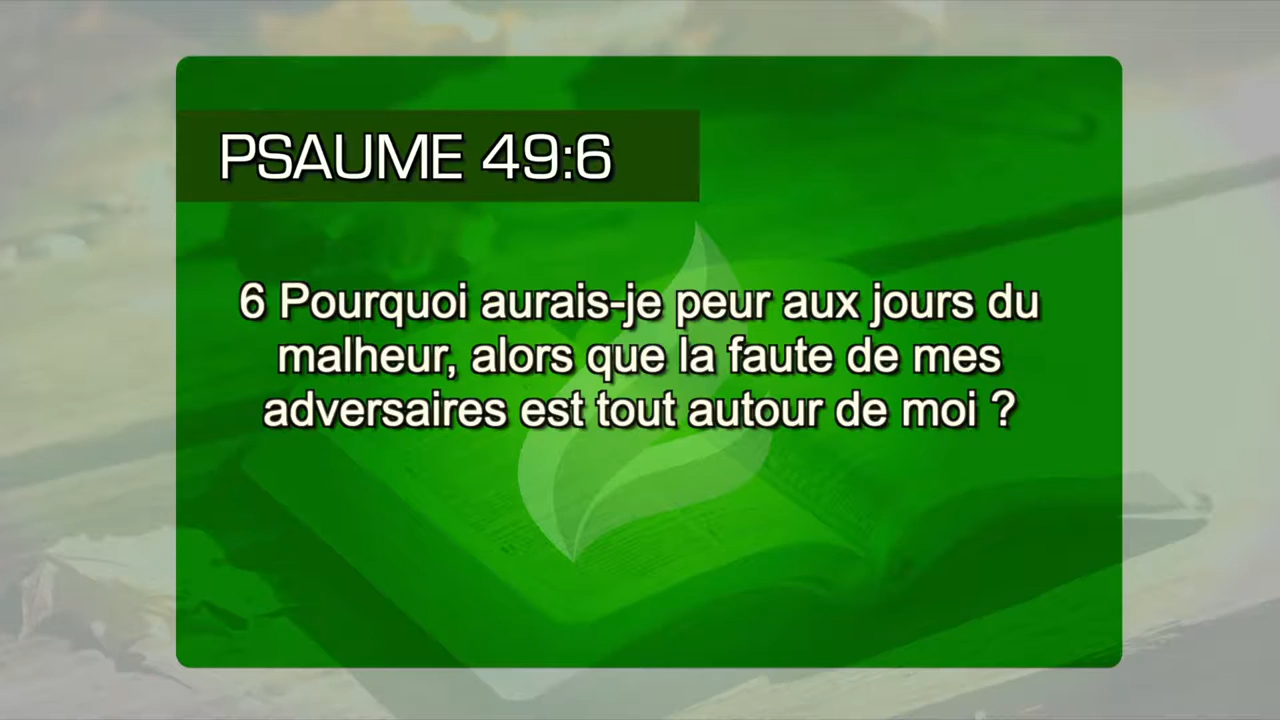 PSAUME 49:6
6 Pourquoi aurais-je peur aux jours du
malheur, alors que la faute de mes
adversaires est tout autour de moi ?